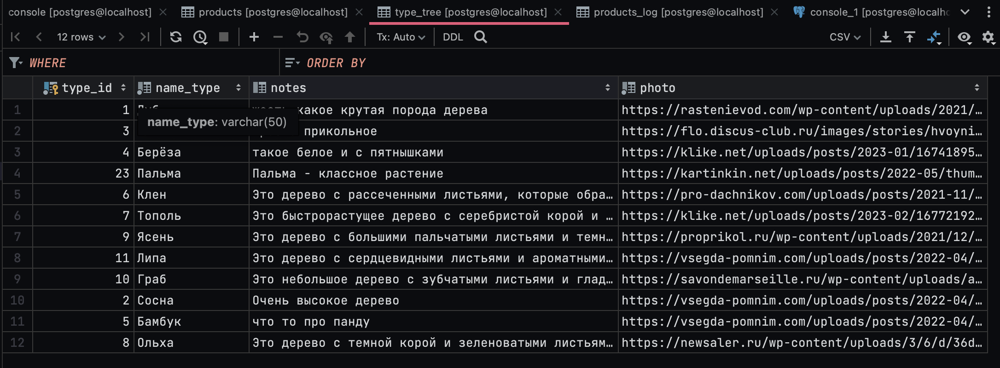 console [postgres@localhost] products [postgres@localhost] type_tree [postgres@localhost] products_log [postgres@localhost] console_1 [postgres@localh
12 rows Tx: Auto DDL CSV
WHERE ORDER BY
type_id name_type notes photo
1 1 какое крутая порода дерева https://rastenievod.com/wp-content/uploads/2021/…
name_type: varchar(50)
2 3 прикольное https://flo.discus-club.ru/images/stories/hvoyni…
3 4 Берёза такое белое и с пятнышками https://klike.net/uploads/posts/2023-01/16741895…
4 23 Пальма Пальма - классное растение https://kartinkin.net/uploads/posts/2022-05/thum…
5 6 Клен Это дерево с рассеченными листьями, которые обра… https://pro-dachnikov.com/uploads/posts/2021-11/…
6 7 Тополь Это быстрорастущее дерево с серебристой корой и … https://klike.net/uploads/posts/2023-02/16772192…
7 9 Ясень Это дерево с большими пальчатыми листьями и темн… https://proprikol.ru/wp-content/uploads/2021/12/…
8 11 Липа Это дерево с сердцевидными листьями и ароматными… https://vsegda-pomnim.com/uploads/posts/2022-04/…
9 10 Граб Это небольшое дерево с зубчатыми листьями и глад… https://savondemarseille.ru/wp-content/uploads/a…
10 2 Сосна Очень высокое дерево https://vsegda-pomnim.com/uploads/posts/2022-04/…
11 5 Бамбук что то про панду https://vsegda-pomnim.com/uploads/posts/2022-04/…
12 8 Ольха Это дерево с темной корой и зеленоватыми листьям… https://newsaler.ru/wp-content/uploads/3/6/d/36d…